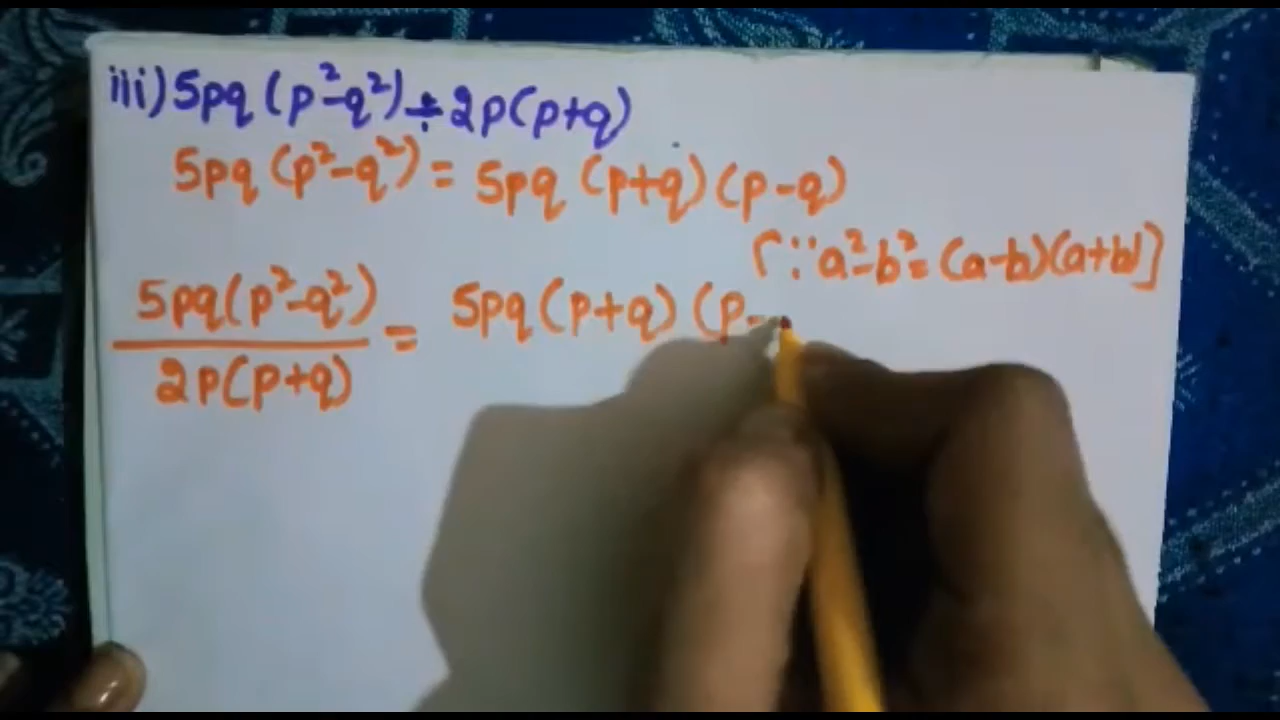 iii) 5pq (p²-q²) ÷ 2p(p+q)
5pq (p²-q²) = 5pq (p+q) (p-q)
[∵ a²-b² = (a-b)(a+b)]
5pq(p²-q²)
2p(p+q)
= 5pq (p+q) (p-